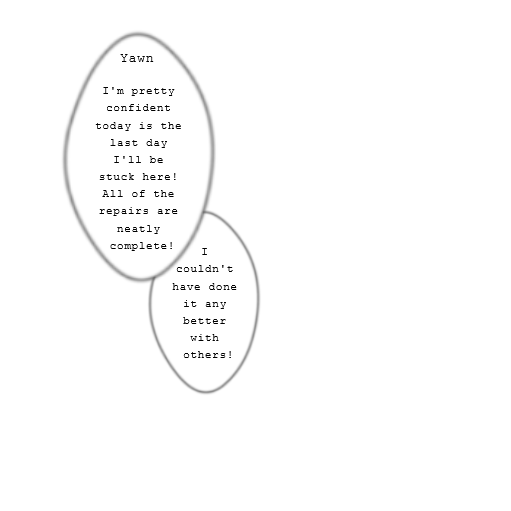 Yawn
I'm pretty
confident
today is the
last day
I'll be
stuck here!
All of the
repairs are
neatly
complete!
I
couldn't
have done
it any
better
with
others!